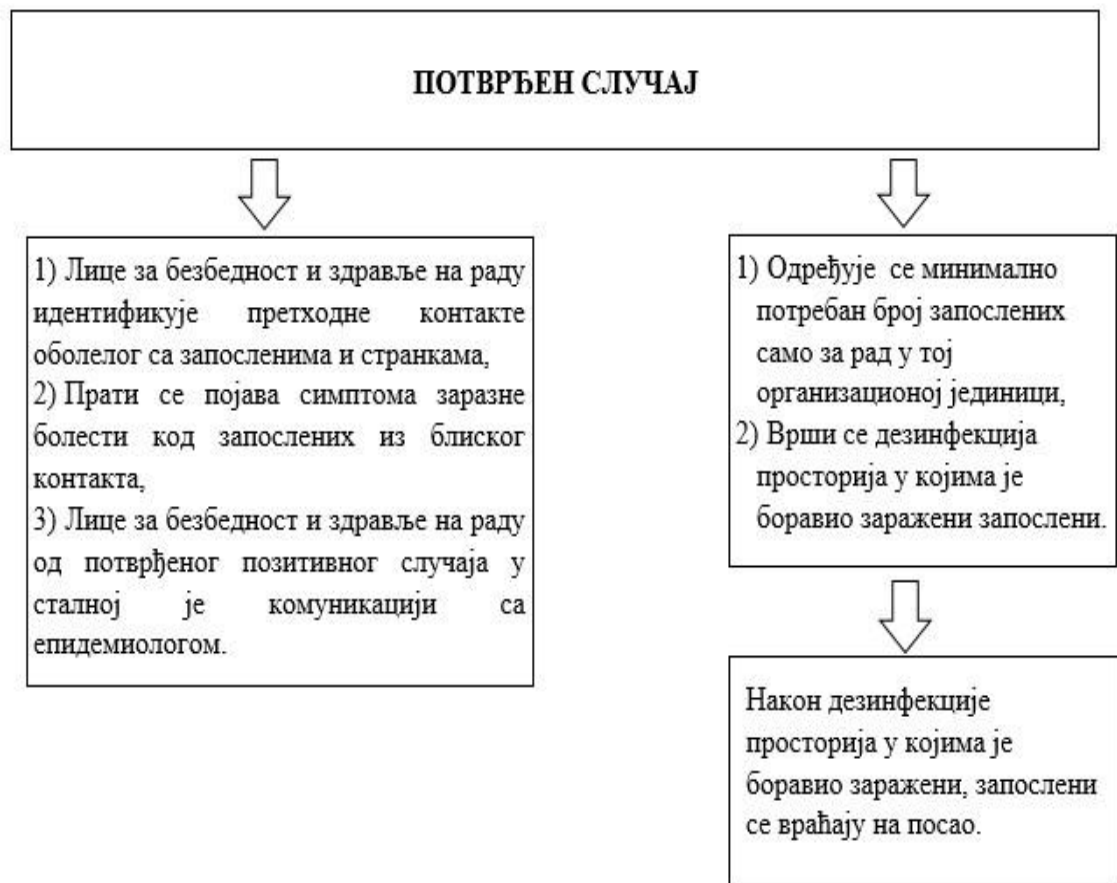 ПОТВРЂЕН СЛУЧАЈ
1) Лице за безбедност и здравље на раду
идентификује претходне контакте
оболелог са запосленима и странкама,
2) Прати се појава симптома заразне
болести код запослених из блиског
контакта,
3) Лице за безбедност и здравље на раду
од потврђеног позитивног случаја у
сталној је комуникацији са
епидемиологом.
1) Одређује се минимално
потребан број запослених
само за рад у тој
организационој јединици,
2) Врши се дезинфекција
просторија у којима је
боравио заражени запослени.
Након дезинфекције
просторија у којима је
боравио заражени, запослени
се враћају на посао.